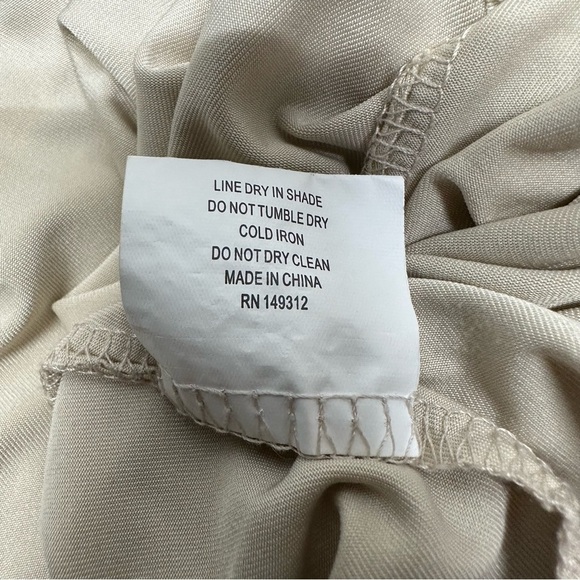 LINE DRY IN SHADE
DO NOT TUMBLE DRY
COLD IRON
DO NOT DRY CLEAN
MADE IN CHINA
RN 149312